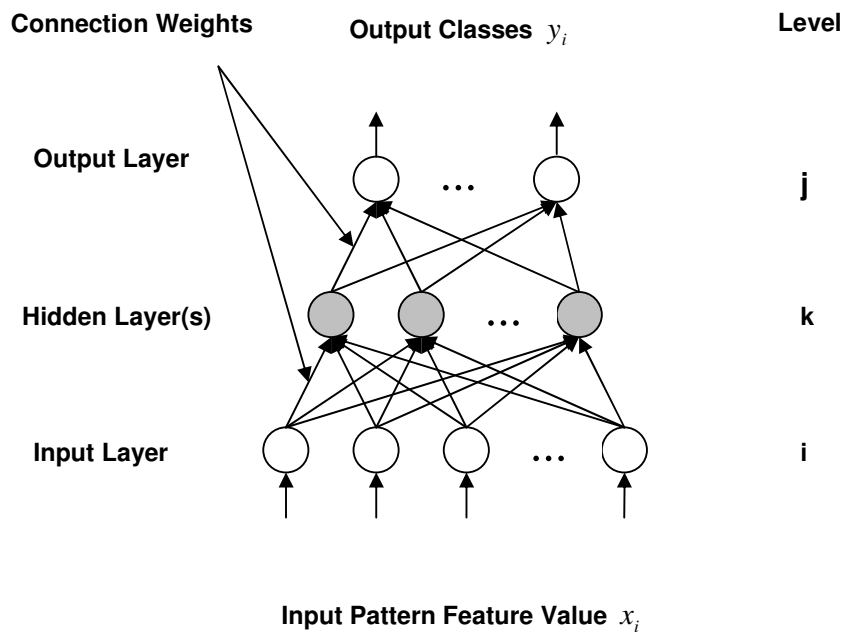 Connection Weights
Output Classes y_i
Level
Output Layer
...
j
Hidden Layer(s)
...
k
Input Layer
...
i
Input Pattern Feature Value x_i